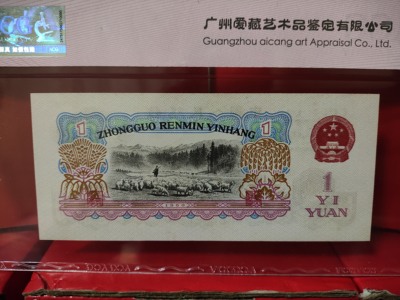 广州爱藏艺术品鉴定有限公司
Guangzhou aicang art Appraisal Co., Ltd.
1
ZHONGGUO RENMIN YINHANG
1
1960
1
YI
YUAN